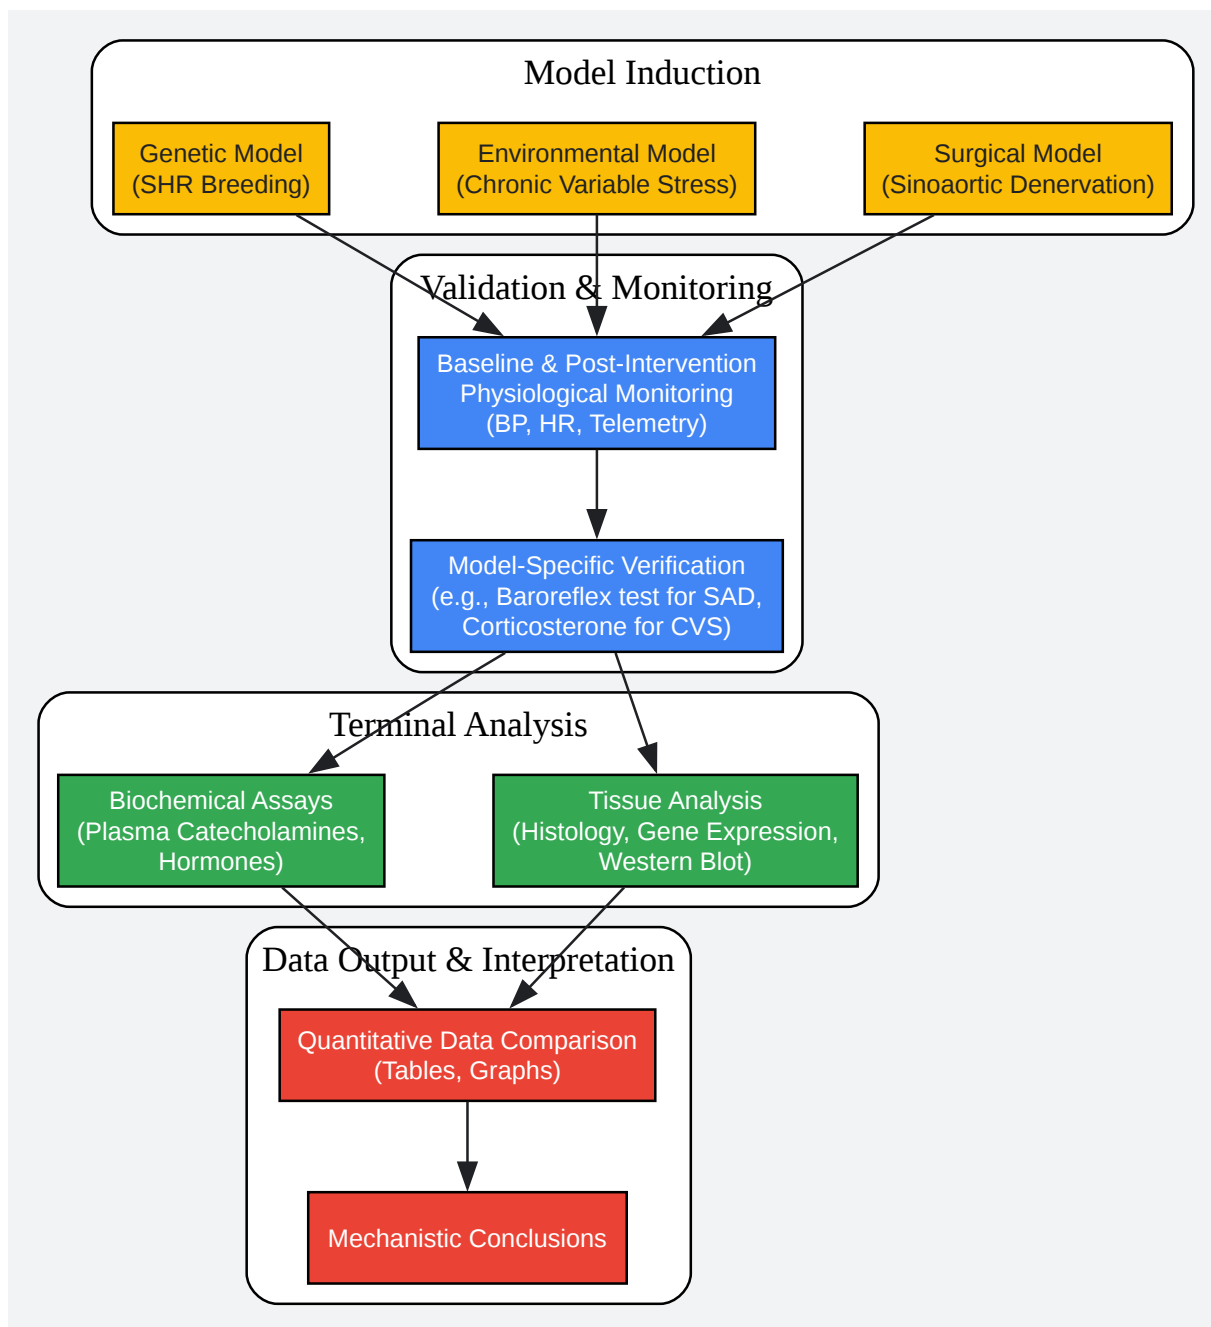 Model Induction
Genetic Model
(SHR Breeding)
Environmental Model
(Chronic Variable Stress)
Surgical Model
(Sinoaortic Denervation)
Validation & Monitoring
Baseline & Post-Intervention
Physiological Monitoring
(BP, HR, Telemetry)
Model-Specific Verification
(e.g., Baroreflex test for SAD,
Corticosterone for CVS)
Terminal Analysis
Biochemical Assays
(Plasma Catecholamines,
Hormones)
Tissue Analysis
(Histology, Gene Expression,
Western Blot)
Data Output & Interpretation
Quantitative Data Comparison
(Tables, Graphs)
Mechanistic Conclusions